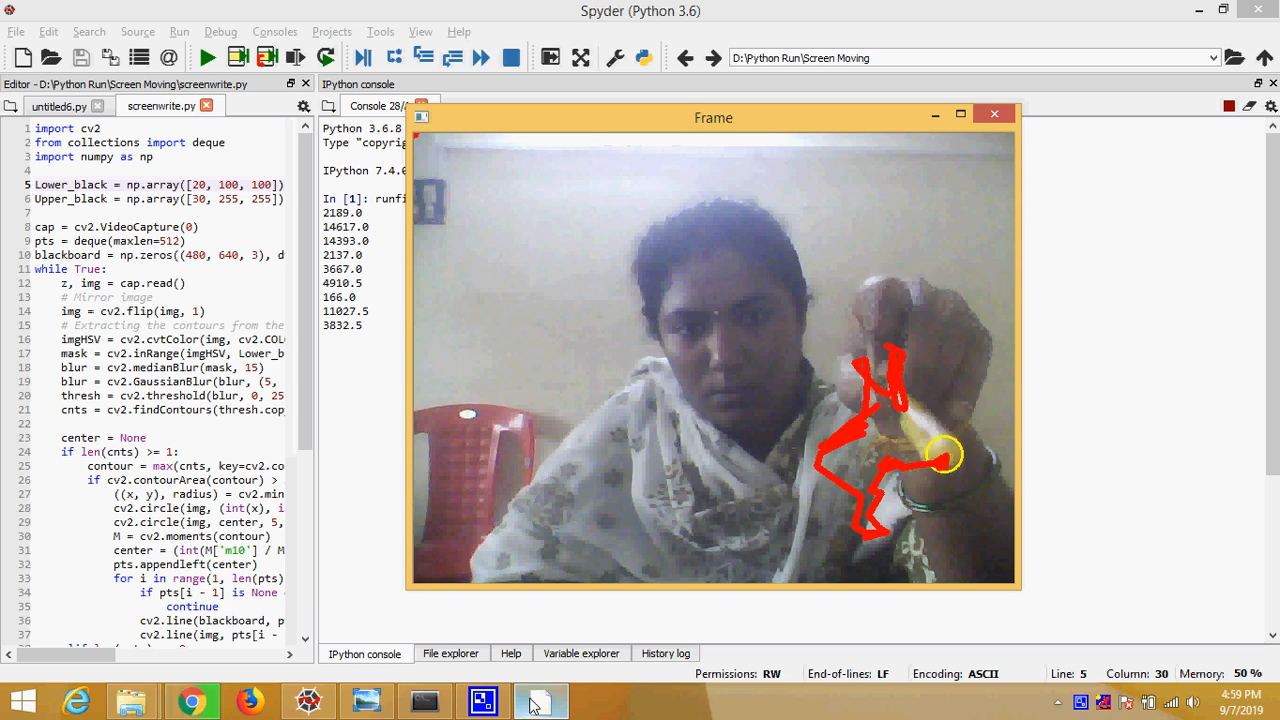 Spyder (Python 3.6)
File Edit Search Source Run Debug Consoles Projects Tools View Help
D:\Python Run\Screen Moving
Editor - D:\Python Run\Screen Moving\screenwrite.py
IPython console
untitled6.py screenwrite.py
Console 28/
Frame
1 import cv2
2 from collections import deque
3 import numpy as np
4
5 Lower_black = np.array([20, 100, 100])
6 Upper_black = np.array([30, 255, 255])
7
8 cap = cv2.VideoCapture(0)
9 pts = deque(maxlen=512)
10 blackboard = np.zeros((480, 640, 3), d
11 while True:
12 z, img = cap.read()
13 # Mirror image
14 img = cv2.flip(img, 1)
15 # Extracting the contours from the
16 imgHSV = cv2.cvtColor(img, cv2.COL
17 mask = cv2.inRange(imgHSV, Lower_b
18 blur = cv2.medianBlur(mask, 15)
19 blur = cv2.GaussianBlur(blur, (5,
20 thresh = cv2.threshold(blur, 0, 25
21 cnts = cv2.findContours(thresh.cop
22
23 center = None
24 if len(cnts) >= 1:
25 contour = max(cnts, key=cv2.co
26 if cv2.contourArea(contour) >
27 ((x, y), radius) = cv2.min
28 cv2.circle(img, (int(x), i
29 cv2.circle(img, center, 5,
30 M = cv2.moments(contour)
31 center = (int(M['m10'] / M
32 pts.appendleft(center)
33 for i in range(1, len(pts)
34 if pts[i - 1] is None
35 continue
36 cv2.line(blackboard, p
37 cv2.line(img, pts[i -
Python 3.6.8
Type "copyrig
IPython 7.4.0
In [1]: runfi
2189.0
14617.0
14393.0
2137.0
3667.0
4910.5
166.0
11027.5
3832.5
IPython console File explorer Help Variable explorer History log
Permissions: RW End-of-lines: LF Encoding: ASCII Line: 5 Column: 30 Memory: 50 %
4:59 PM
9/7/2019